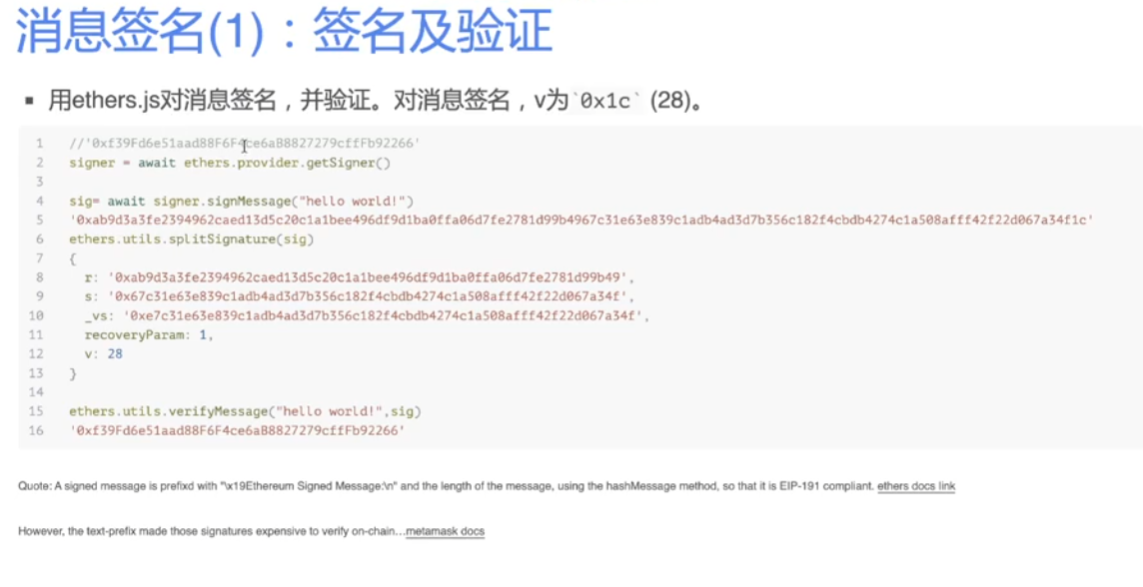 消息签名(1)：签名及验证
▪ 用ethers.js对消息签名，并验证。对消息签名，v为`0x1c` (28)。
1 //'0xf39Fd6e51aad88F6F4ce6aB8827279cffFb92266'
2 signer = await ethers.provider.getSigner()
3
4 sig= await signer.signMessage("hello world!")
5 '0xab9d3a3fe2394962caed13d5c20c1a1bee496df9d1ba0ffa06d7fe2781d99b4967c31e63e839c1adb4ad3d7b356c182f4cbdb4274c1a508afff42f22d067a34f1c'
6 ethers.utils.splitSignature(sig)
7 {
8 r: '0xab9d3a3fe2394962caed13d5c20c1a1bee496df9d1ba0ffa06d7fe2781d99b49',
9 s: '0x67c31e63e839c1adb4ad3d7b356c182f4cbdb4274c1a508afff42f22d067a34f',
10 _vs: '0xe7c31e63e839c1adb4ad3d7b356c182f4cbdb4274c1a508afff42f22d067a34f',
11 recoveryParam: 1,
12 v: 28
13 }
14
15 ethers.utils.verifyMessage("hello world!",sig)
16 '0xf39Fd6e51aad88F6F4ce6aB8827279cffFb92266'
Quote: A signed message is prefixd with "\x19Ethereum Signed Message:\n" and the length of the message, using the hashMessage method, so that it is EIP-191 compliant. ethers docs link
However, the text-prefix made those signatures expensive to verify on-chain...metamask docs